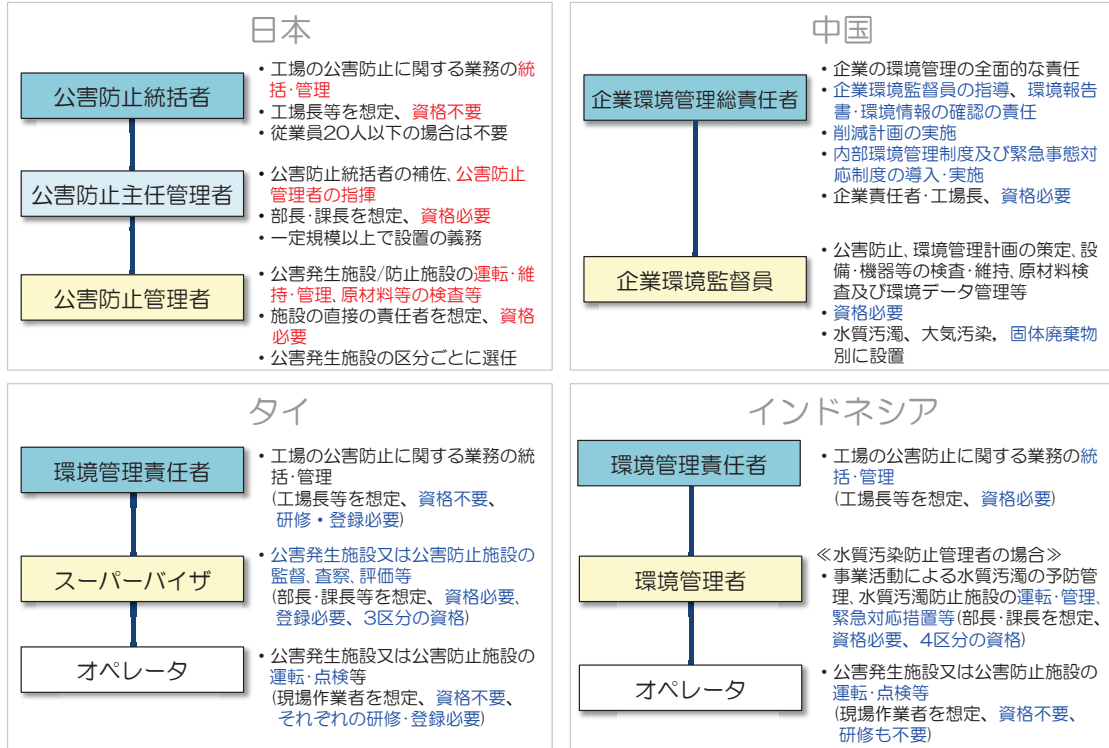 日本
公害防止統括者
・工場の公害防止に関する業務の統
括・管理
・工場長等を想定、資格不要
・従業員20人以下の場合は不要
公害防止主任管理者
・公害防止統括者の補佐、公害防止
管理者の指揮
・部長・課長を想定、資格必要
・一定規模以上で設置の義務
公害防止管理者
・公害発生施設/防止施設の運転・維
持・管理、原材料等の検査等
・施設の直接の責任者を想定、資格
必要
・公害発生施設の区分ごとに選任
中国
企業環境管理総責任者
・企業の環境管理の全面的な責任
・企業環境監督員の指導、環境報告
書・環境情報の確認の責任
・削減計画の実施
・内部環境管理制度及び緊急事態対
応制度の導入・実施
・企業責任者・工場長、資格必要
企業環境監督員
・公害防止、環境管理計画の策定、設
備・機器等の検査・維持、原材料検
査及び環境データ管理等
・資格必要
・水質汚濁、大気汚染，固体廃棄物
別に設置
タイ
環境管理責任者
・工場の公害防止に関する業務の統
括・管理
(工場長等を想定、資格不要、
研修・登録必要)
スーパーバイザ
・公害発生施設又は公害防止施設の
監督、査察、評価等
(部長・課長等を想定、資格必要、
登録必要、3区分の資格)
オペレータ
・公害発生施設又は公害防止施設の
運転・点検等
(現場作業者を想定、資格不要、
それぞれの研修・登録必要)
インドネシア
環境管理責任者
・工場の公害防止に関する業務の統
括・管理
(工場長等を想定、資格必要)
環境管理者
≪水質汚染防止管理者の場合≫
・事業活動による水質汚濁の予防管
理、水質汚濁防止施設の運転・管理、
緊急対応措置等(部長・課長を想定、
資格必要、4区分の資格)
オペレータ
・公害発生施設又は公害防止施設の
運転・点検等
(現場作業者を想定、資格不要、
研修も不要)